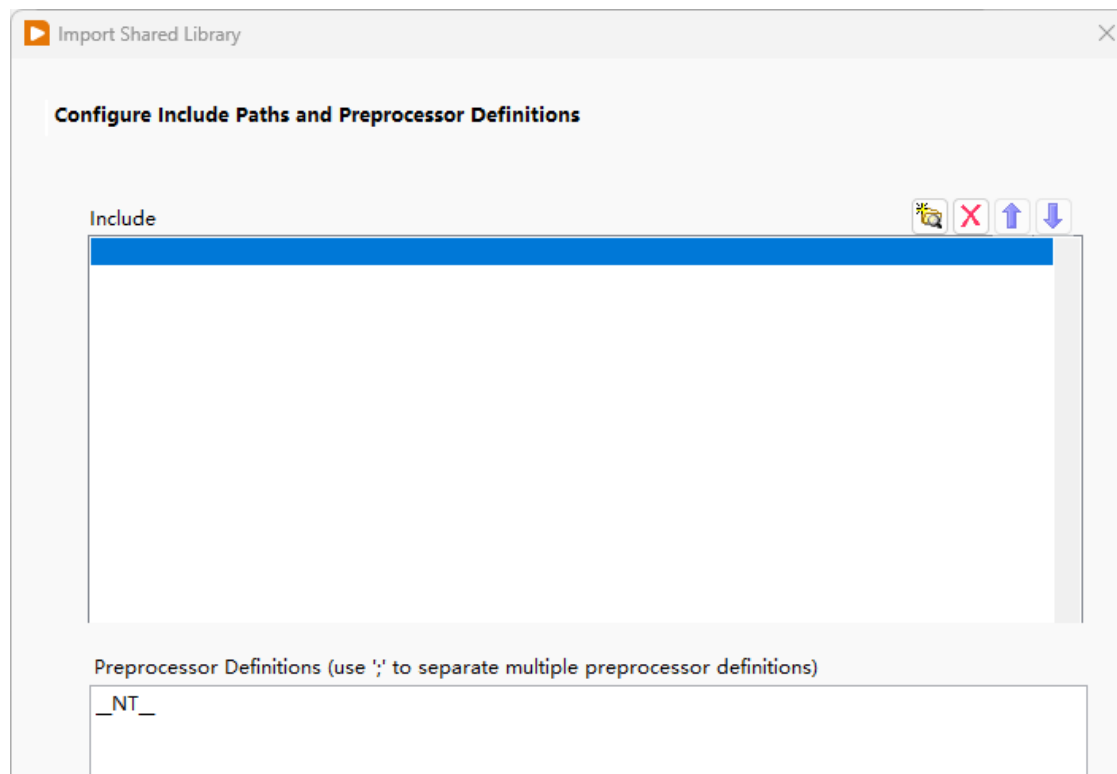 Import Shared Library
Configure Include Paths and Preprocessor Definitions
Include
Preprocessor Definitions (use ';' to separate multiple preprocessor definitions)
__NT__